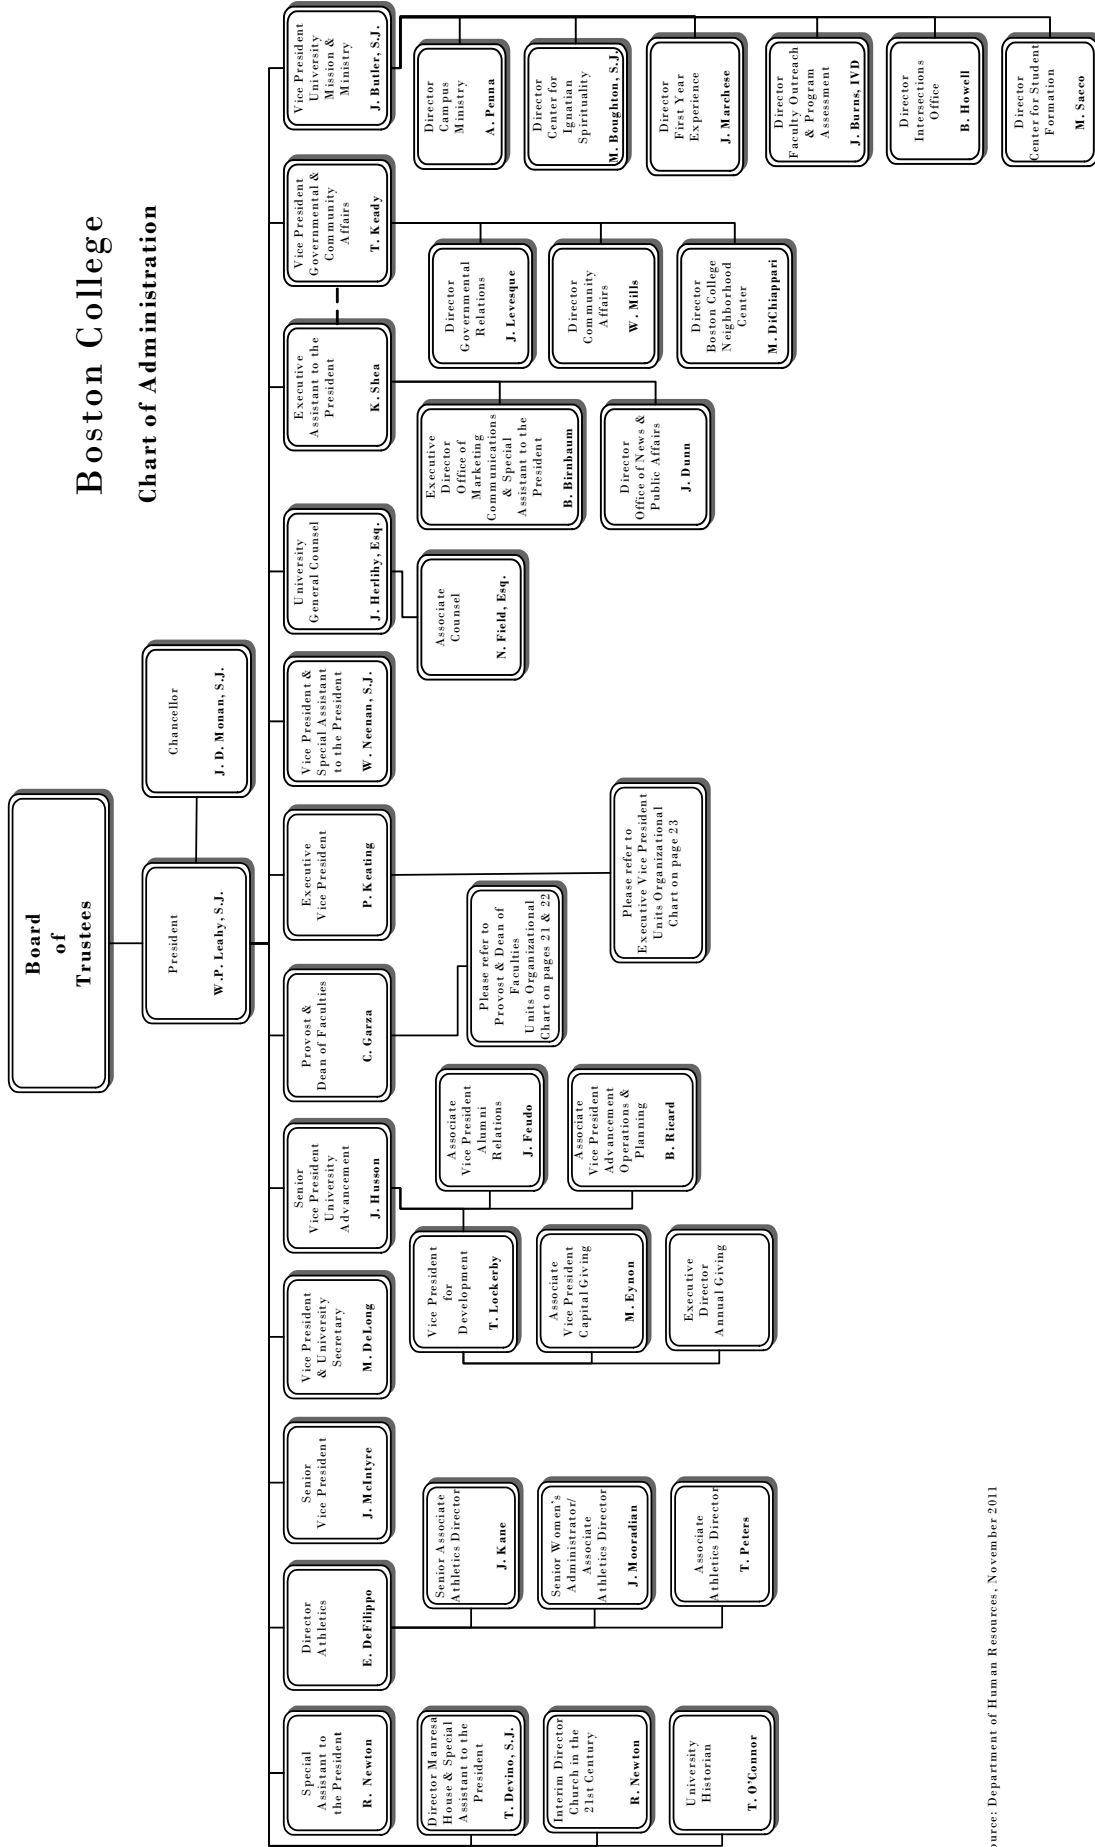 Boston College
Chart of Administration
Board
of
Trustees
President
W.P. Leahy, S.J.
Chancellor
J. D. Monan, S.J.
Special
Assistant to
the President
R. Newton
Director Manresa
House & Special
Assistant to the
President
T. Devino, S.J.
Interim Director
Church in the
21st Century
R. Newton
University
Historian
T. O'Connor
Director
Athletics
E. DeFilippo
Senior Associate
Athletics Director
J. Kane
Senior Women's
Administrator/
Associate
Athletics Director
J. Mooradian
Associate
Athletics Director
T. Peters
Senior
Vice President
J. McIntyre
Vice President
& University
Secretary
M. DeLong
Senior
Vice President
University
Advancement
J. Husson
Vice President
for
Development
T. Lockerby
Associate
Vice President
Capital Giving
M. Eynon
Executive
Director
Annual Giving
Associate
Vice President
Alumni
Relations
J. Feudo
Associate
Vice President
Advancement
Operations &
Planning
B. Ricard
Provost &
Dean of Faculties
C. Garza
Please refer to
Provost & Dean of
Faculties
Units Organizational
Chart on pages 21 & 22
Executive
Vice President
P. Keating
Please refer to
Executive Vice President
Units Organizational
Chart on page 23
Vice President &
Special Assistant
to the President
W. Neenan, S.J.
University
General Counsel
J. Herlihy, Esq.
Associate
Counsel
N. Field, Esq.
Executive
Assistant to the
President
K. Shea
Executive
Director
Office of
Marketing
Communications
& Special
Assistant to the
President
B. Birnbaum
Director
Office of News &
Public Affairs
J. Dunn
Vice President
Governmental &
Community
Affairs
T. Keady
Director
Governmental
Relations
J. Levesque
Director
Community
Affairs
W. Mills
Director
Boston College
Neighborhood
Center
M. DiChiappari
Vice President
University
Mission &
Ministry
J. Butler, S.J.
Director
Campus
Ministry
A. Penna
Director
Center for
Ignatian
Spirituality
M. Boughton, S.J.
Director
First Year
Experience
J. Marchese
Director
Faculty Outreach
& Program
Assessment
J. Burns, IVD
Director
Intersections
Office
B. Howell
Director
Center for Student
Formation
M. Sacco
ource: Department of Human Resources, November 2011